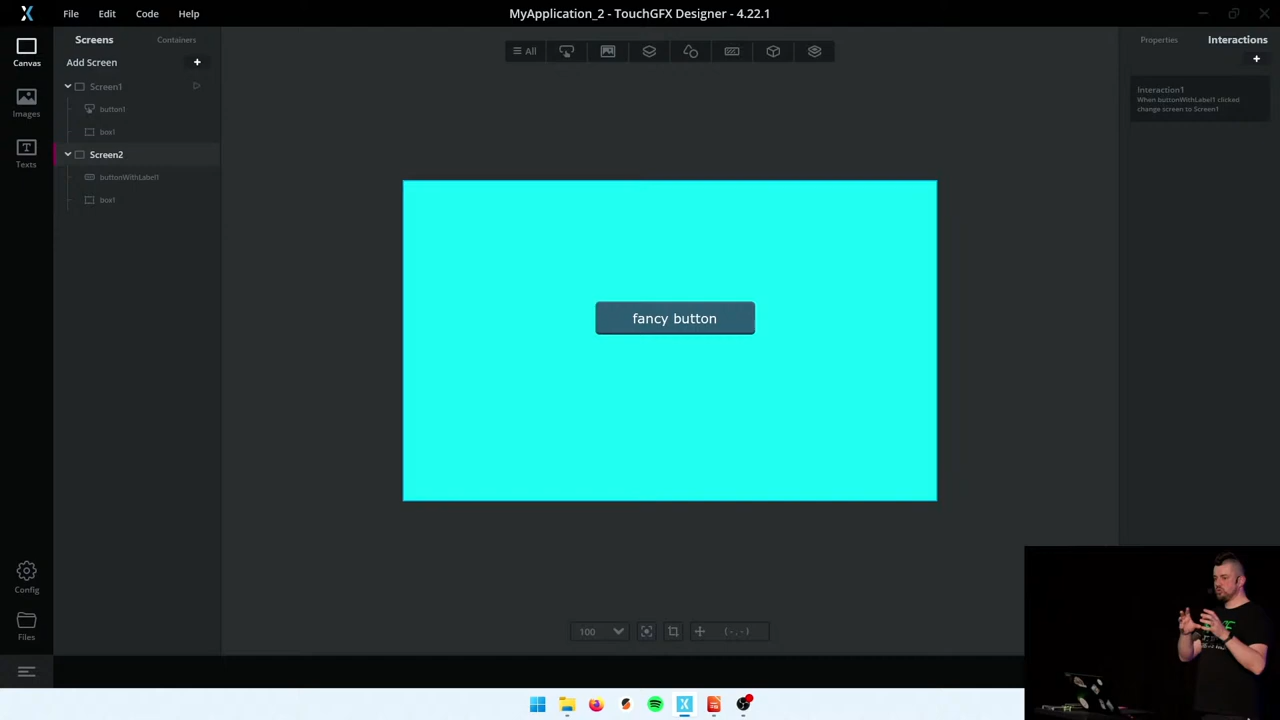 File Edit Code Help
MyApplication_2 - TouchGFX Designer - 4.22.1
Canvas
Images
Texts
Config
Files
Screens Containers
Add Screen
Screen1
button1
box1
Screen2
buttonWithLabel1
box1
All
fancy button
100
(-,-)
Properties Interactions
Interaction1
When buttonWithLabel1 clicked
change screen to Screen1